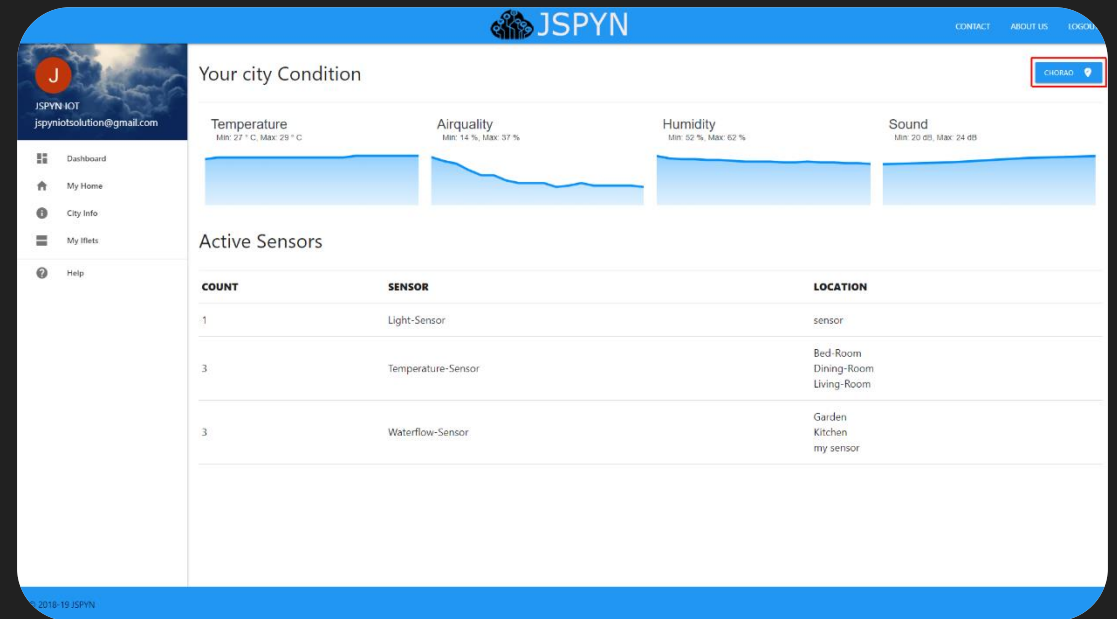 JSPYN
CONTACT ABOUT US LOGOUT
J
JSPYN IOT
jspyniotsolution@gmail.com
Dashboard
My Home
City Info
My Iflets
Help
Your city Condition
CHORAO
Temperature
Min: 27 ° C, Max: 29 ° C
Airquality
Min: 14 %, Max: 37 %
Humidity
Min: 52 %, Max: 62 %
Sound
Min: 20 dB, Max: 24 dB
Active Sensors
COUNT SENSOR LOCATION
1 Light-Sensor sensor
3 Temperature-Sensor Bed-Room
Dining-Room
Living-Room
3 Waterflow-Sensor Garden
Kitchen
my sensor
© 2018-19 JSPYN